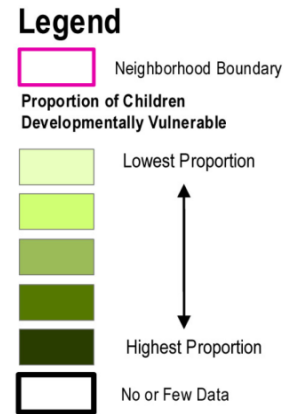 Legend
Neighborhood Boundary
Proportion of Children
Developmentally Vulnerable
Lowest Proportion
Highest Proportion
No or Few Data